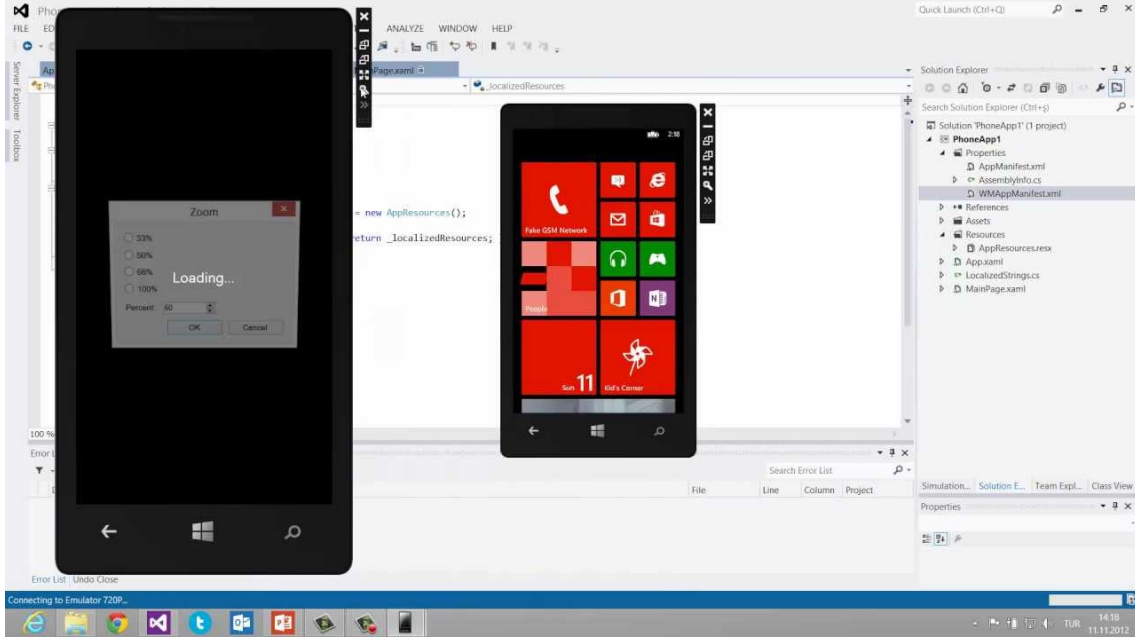 Quick Launch (Ctrl+Q)
Pho
FILE
ED
ANALYZE
WINDOW
HELP
Server Explorer
Toolbox
Ap
Page.xaml
Ph
_localizedResources
= new AppResources();
return _localizedResources;
Zoom
33%
50%
66%
100%
Loading...
Percent:
OK
Cancel
2:18
Fake GSM Network
People
Sun 11
Kid's Corner
Solution Explorer
Search Solution Explorer (Ctrl+ş)
Solution 'PhoneApp1' (1 project)
PhoneApp1
Properties
AppManifest.xml
AssemblyInfo.cs
WMAppManifest.xml
References
Assets
Resources
AppResources.resx
App.xaml
LocalizedStrings.cs
MainPage.xaml
100 %
Error L
Search Error List
File
Line
Column
Project
Simulation...
Solution E...
Team Expl...
Class View
Properties
Error List
Undo Close
Connecting to Emulator 720P...
TUR
14:18
11.11.2012